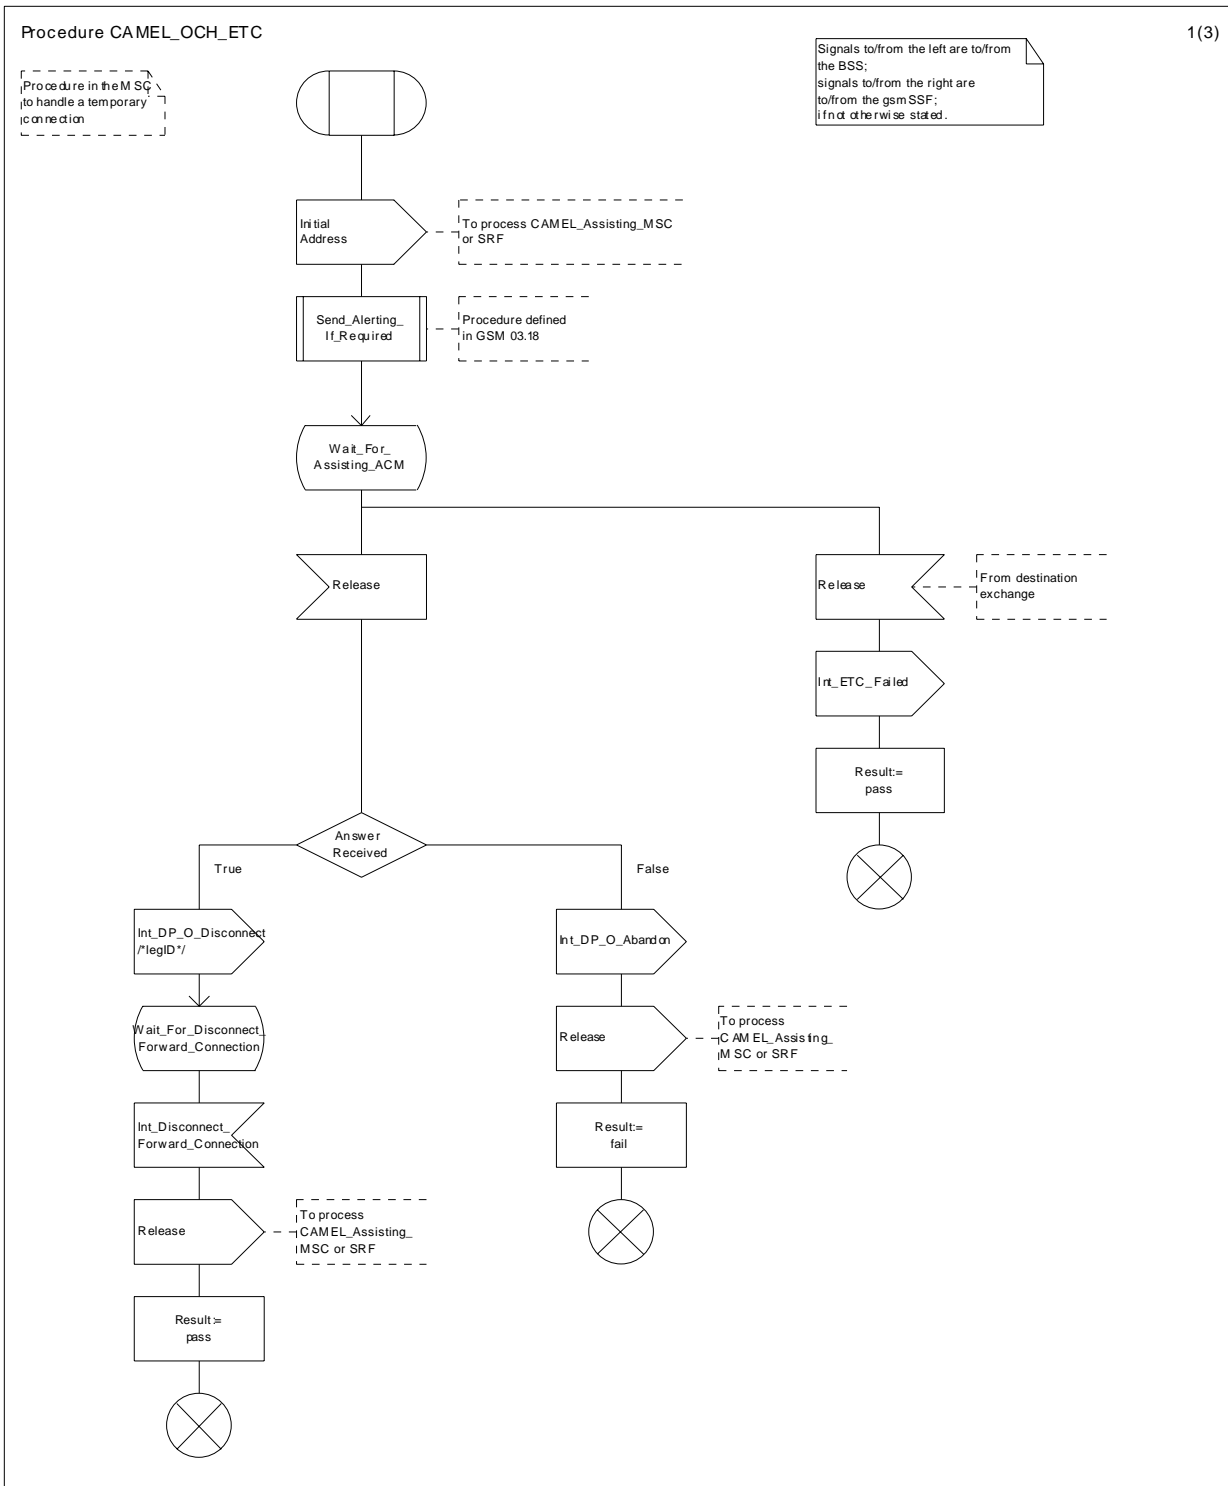 Procedure CAMEL_OCH_ETC
1(3)
Procedure in the MSC
to handle a temporary
connection
Signals to/from the left are to/from
the BSS;
signals to/from the right are
to/from the gsmSSF;
if not otherwise stated.
Initial
Address
To process CAMEL_Assisting_MSC
or SRF
Send_Alerting_
If_Required
Procedure defined
in GSM 03.18
Wait_For_
Assisting_ACM
Release
Release
From destination
exchange
Int_ETC_Failed
Result:=
pass
Answer
Received
True
False
Int_DP_O_Disconnect
/*legID*/
Int_DP_O_Abandon
Wait_For_Disconnect_
Forward_Connection
Release
To process
CAMEL_Assisting_
MSC or SRF
Int_Disconnect_
Forward_Connection
Result:=
fail
Release
To process
CAMEL_Assisting_
MSC or SRF
Result:=
pass